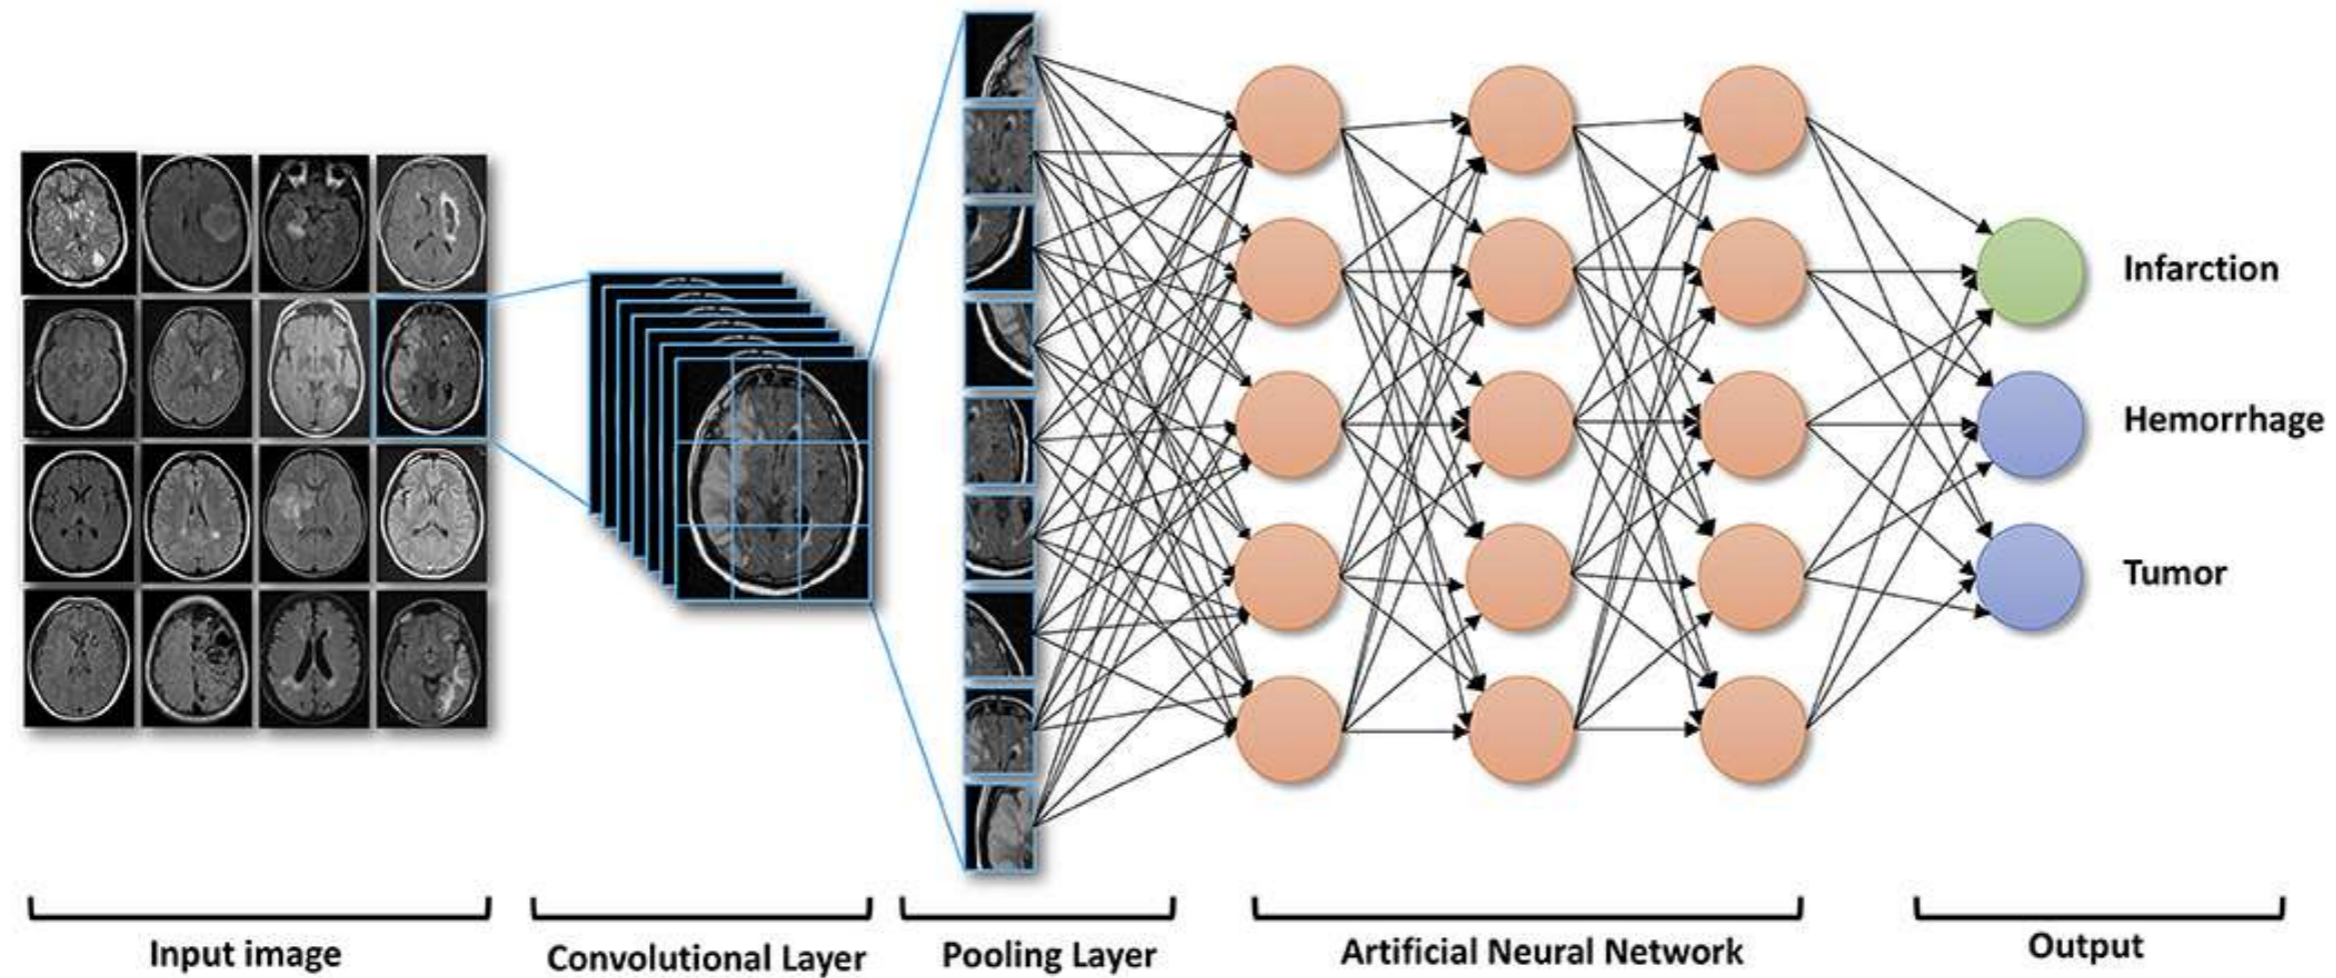 Infarction
Hemorrhage
Tumor
Input image
Convolutional Layer
Pooling Layer
Artificial Neural Network
Output